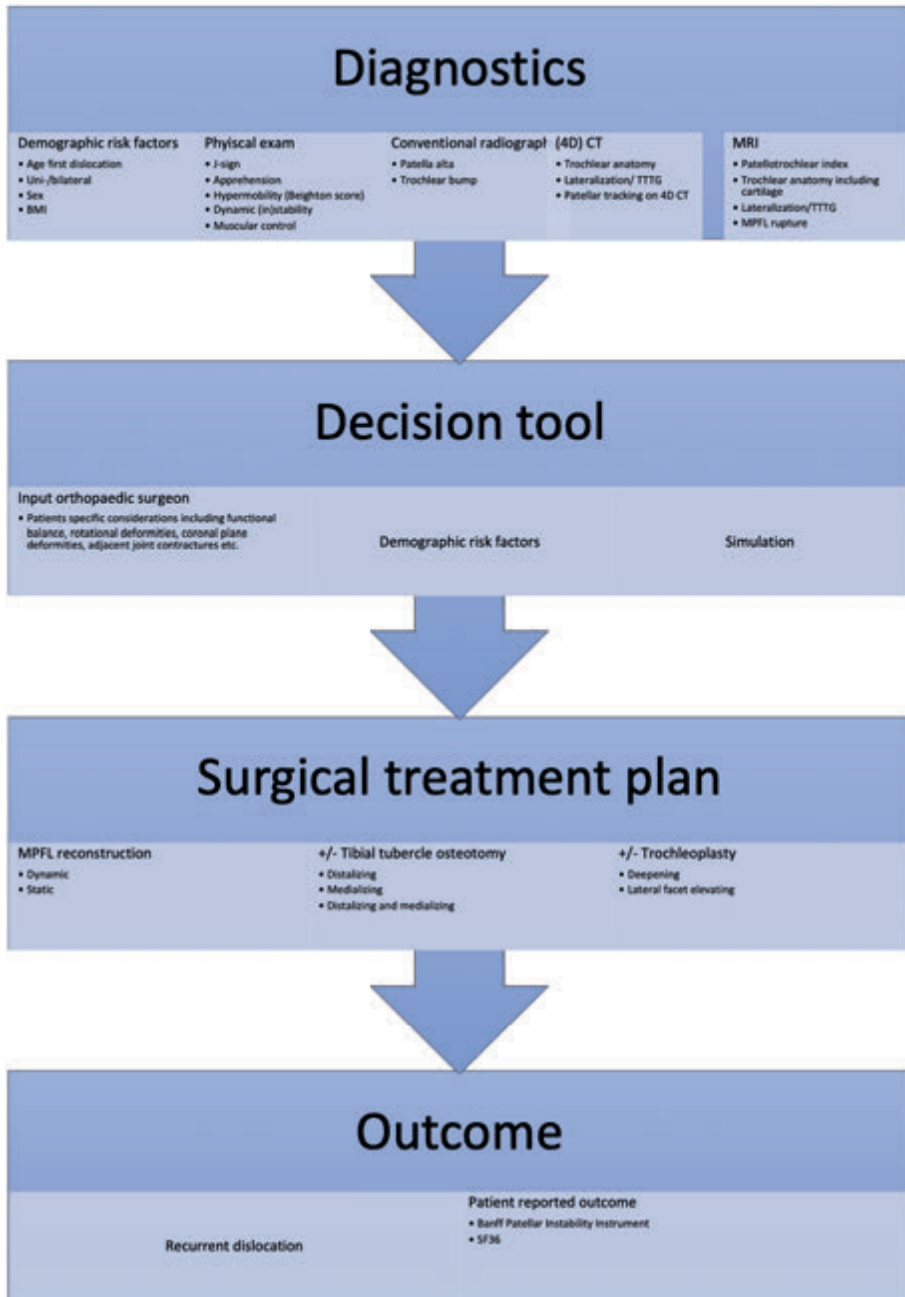 Diagnostics
Demographic risk factors
• Age first dislocation
• Uni-/bilateral
• Sex
• BMI
Phyiscal exam
• J-sign
• Apprehension
• Hypermobility (Beighton score)
• Dynamic (in)stability
• Muscular control
Conventional radiograpl
• Patella alta
• Trochlear bump
(4D) CT
• Trochlear anatomy
• Lateralization/ TTTG
• Patellar tracking on 4D CT
MRI
• Patellotrochlear index
• Trochlear anatomy including
cartilage
• Lateralization/TTTG
• MPFL rupture
Decision tool
Input orthopaedic surgeon
• Patients specific considerations including functional
balance, rotational deformities, coronal plane
deformities, adjacent joint contractures etc.
Demographic risk factors
Simulation
Surgical treatment plan
MPFL reconstruction
• Dynamic
• Static
+/- Tibial tubercle osteotomy
• Distalizing
• Medializing
• Distalizing and medializing
+/- Trochleoplasty
• Deepening
• Lateral facet elevating
Outcome
Recurrent dislocation
Patient reported outcome
• Banff Patellar Instability Instrument
• SF36